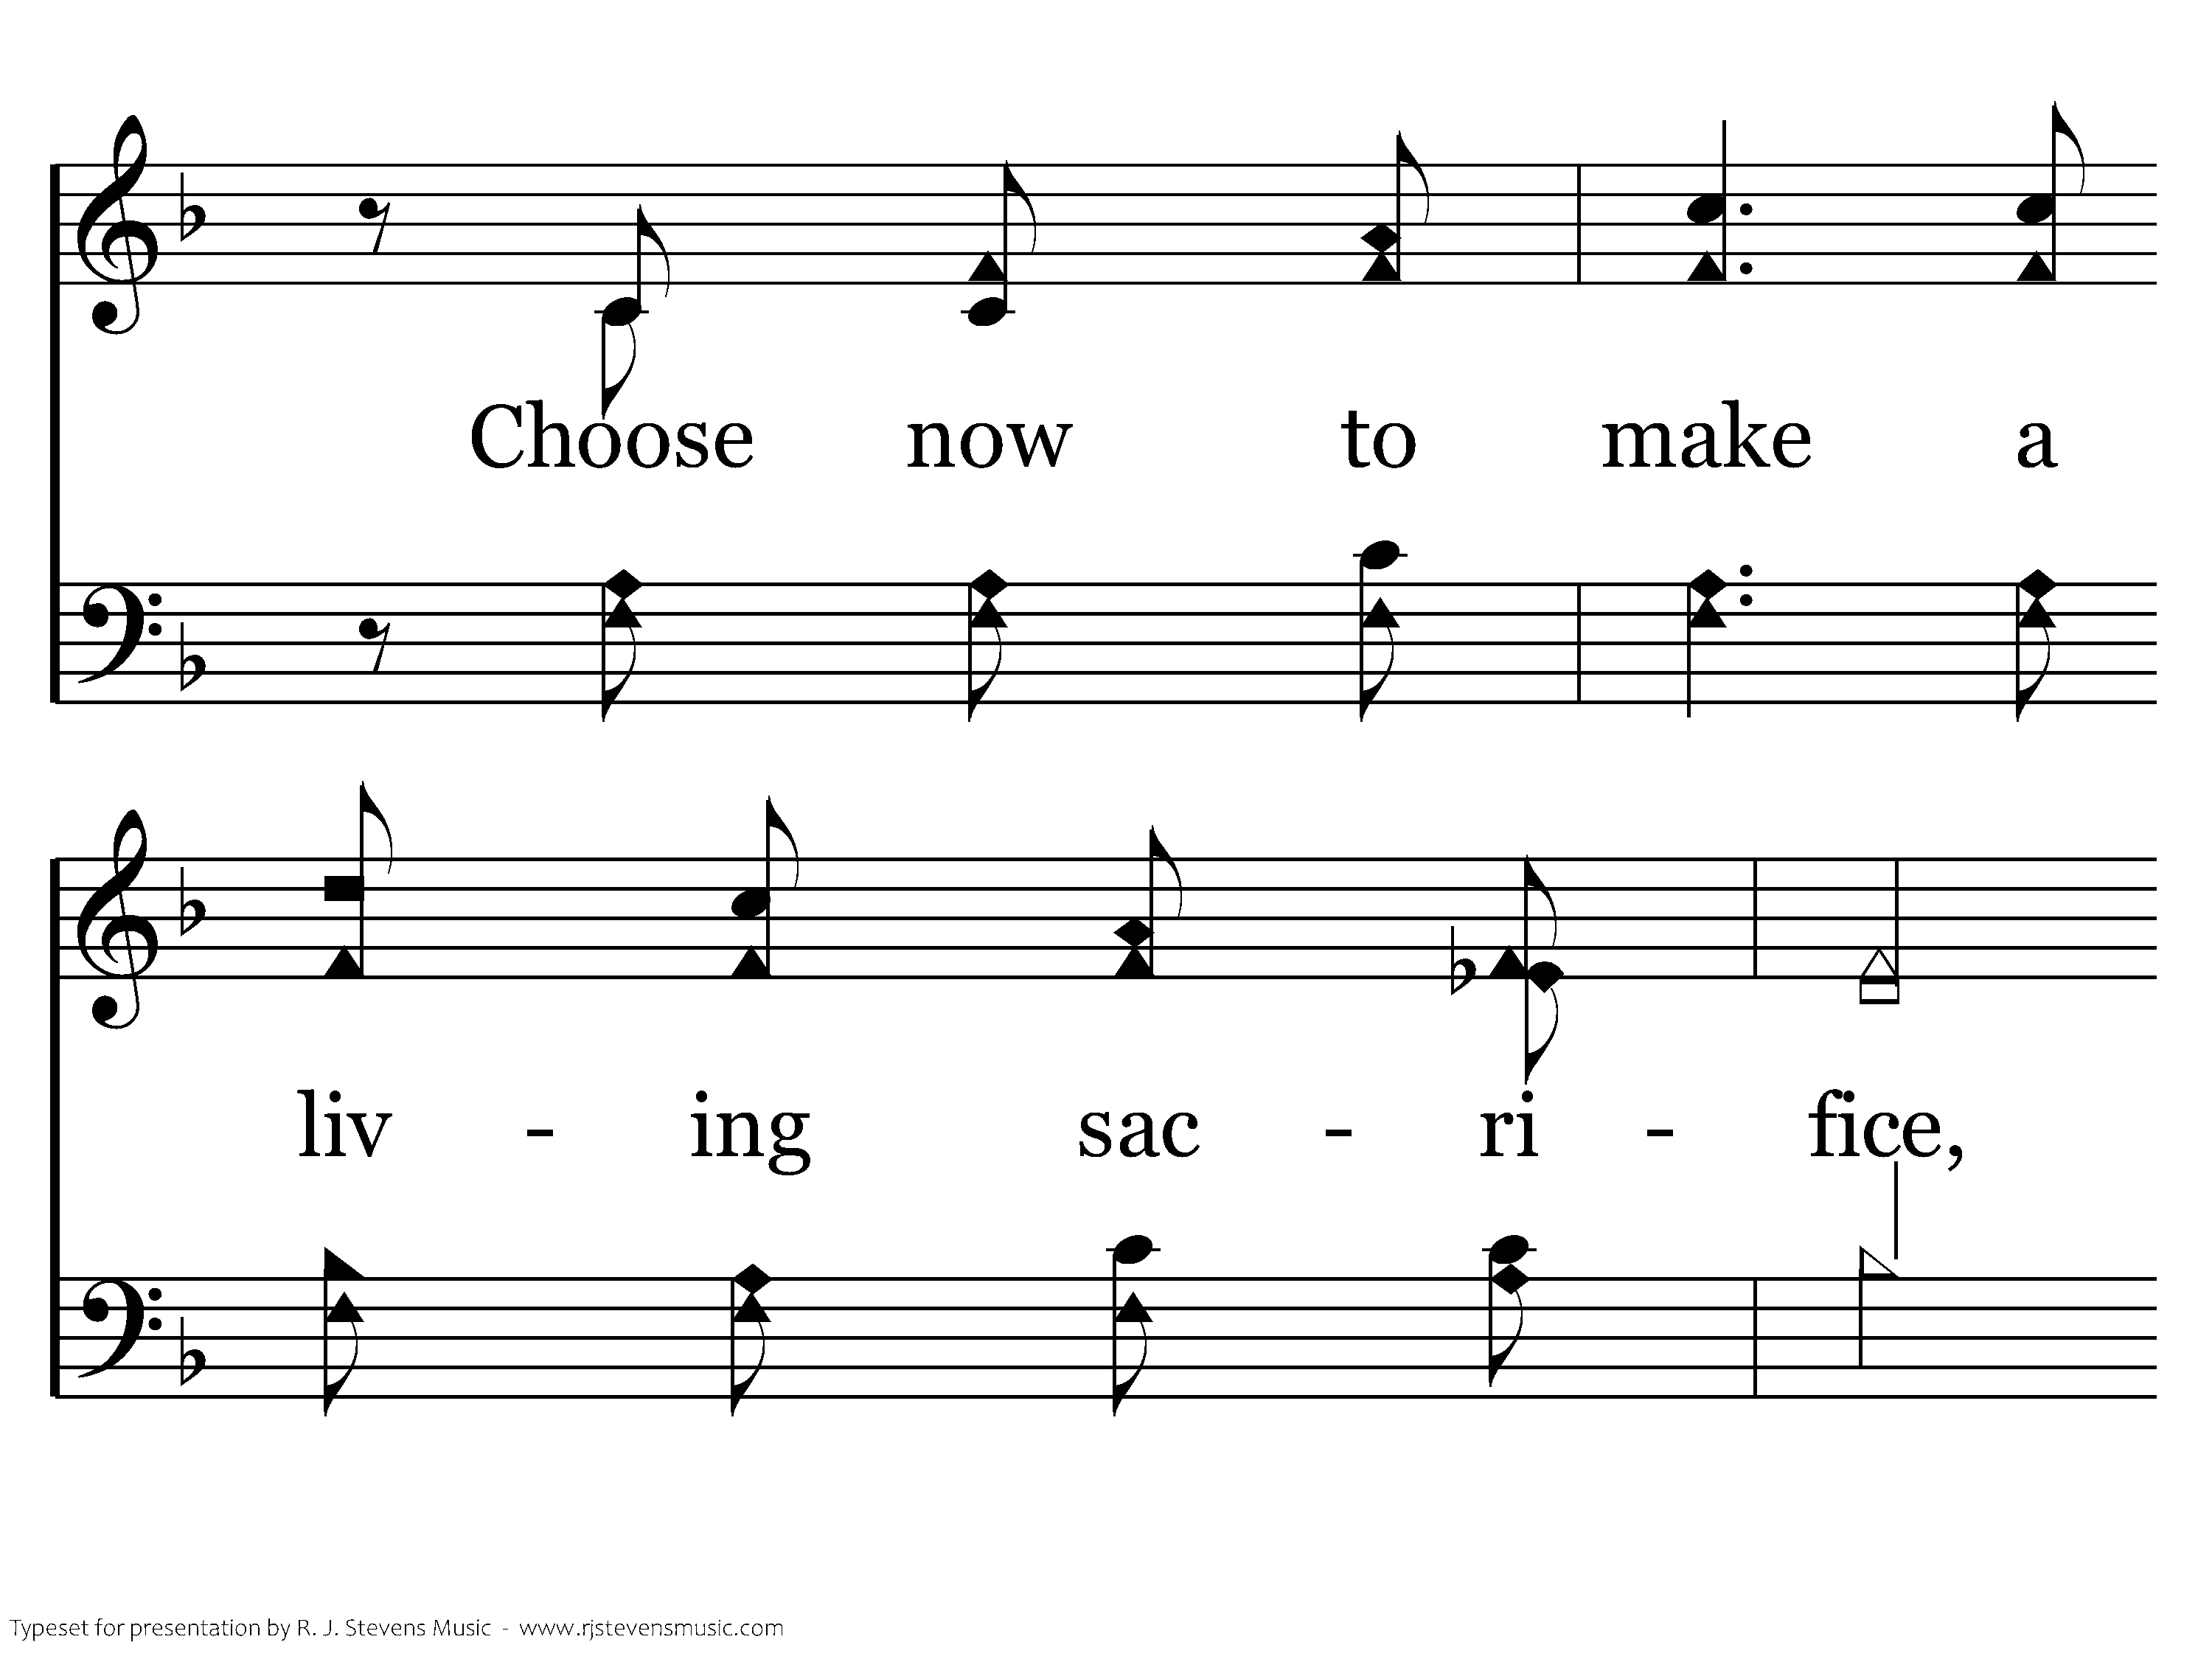 Choose now to make a
liv - ing sac - ri - fice,
Typeset for presentation by R. J. Stevens Music - www.rjstevensmusic.com